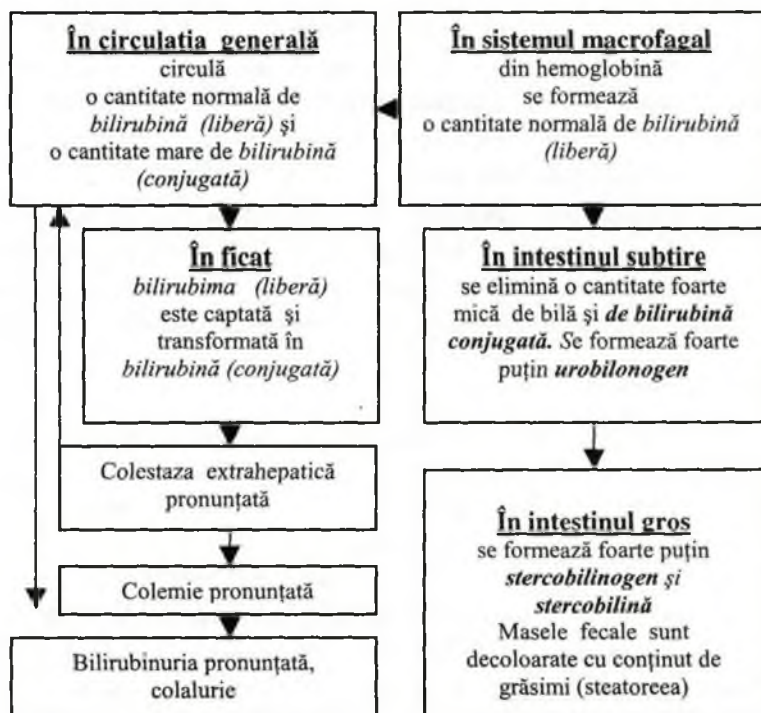 În circulatia generală
circulă
o cantitate normală de
bilirubină (liberă) și
o cantitate mare de bilirubină
(conjugată)
În sistemul macrofagal
din hemoglobină
se formează
o cantitate normală de bilirubină
(liberă)
În ficat
bilirubima (liberă)
este captată și
transformată în
bilirubină (conjugată)
În intestinul subtire
se elimină o cantitate foarte
mică de bilă și de bilirubină
conjugată. Se formează foarte
puțin urobilonogen
Colestaza extrahepatică
pronunțată
Colemie pronunțată
Bilirubinuria pronunțată,
colalurie
În intestinul gros
se formează foarte puțin
stercobilinogen și
stercobilină
Masele fecale sunt
decoloarate cu conținut de
grăsimi (steatoreea)